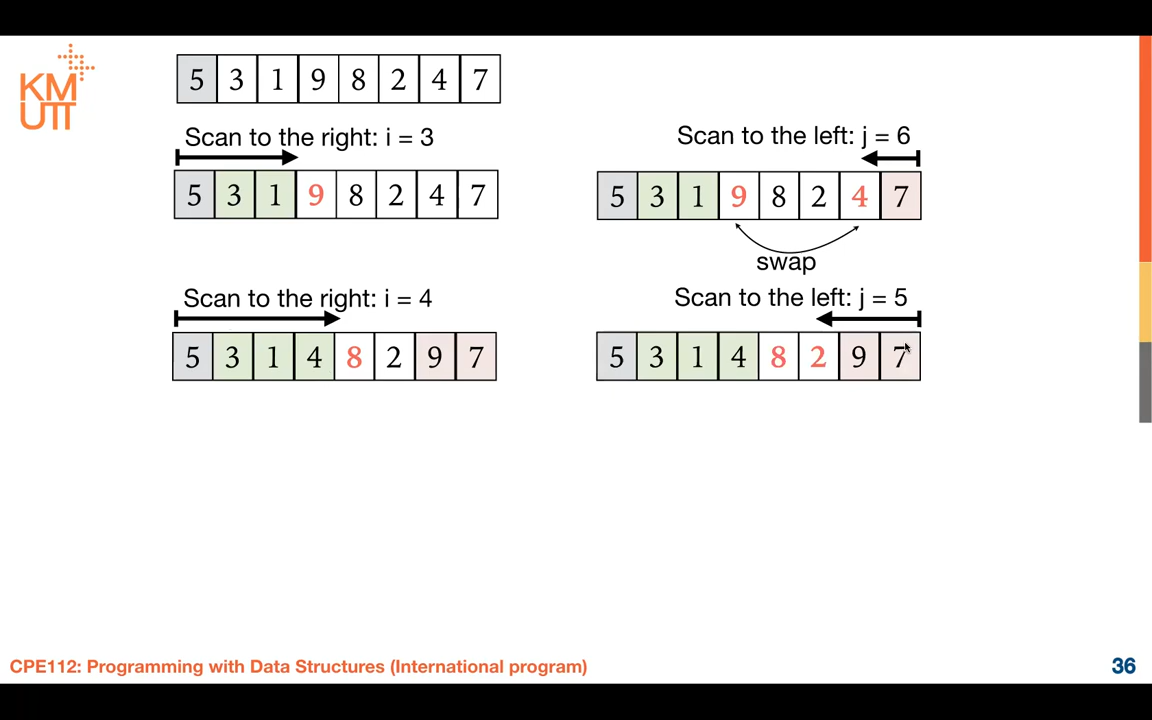 KM
UTT
5 3 1 9 8 2 4 7
Scan to the right: i = 3
5 3 1 9 8 2 4 7
Scan to the left: j = 6
5 3 1 9 8 2 4 7
swap
Scan to the right: i = 4
5 3 1 4 8 2 9 7
Scan to the left: j = 5
5 3 1 4 8 2 9 7
CPE112: Programming with Data Structures (International program)
36